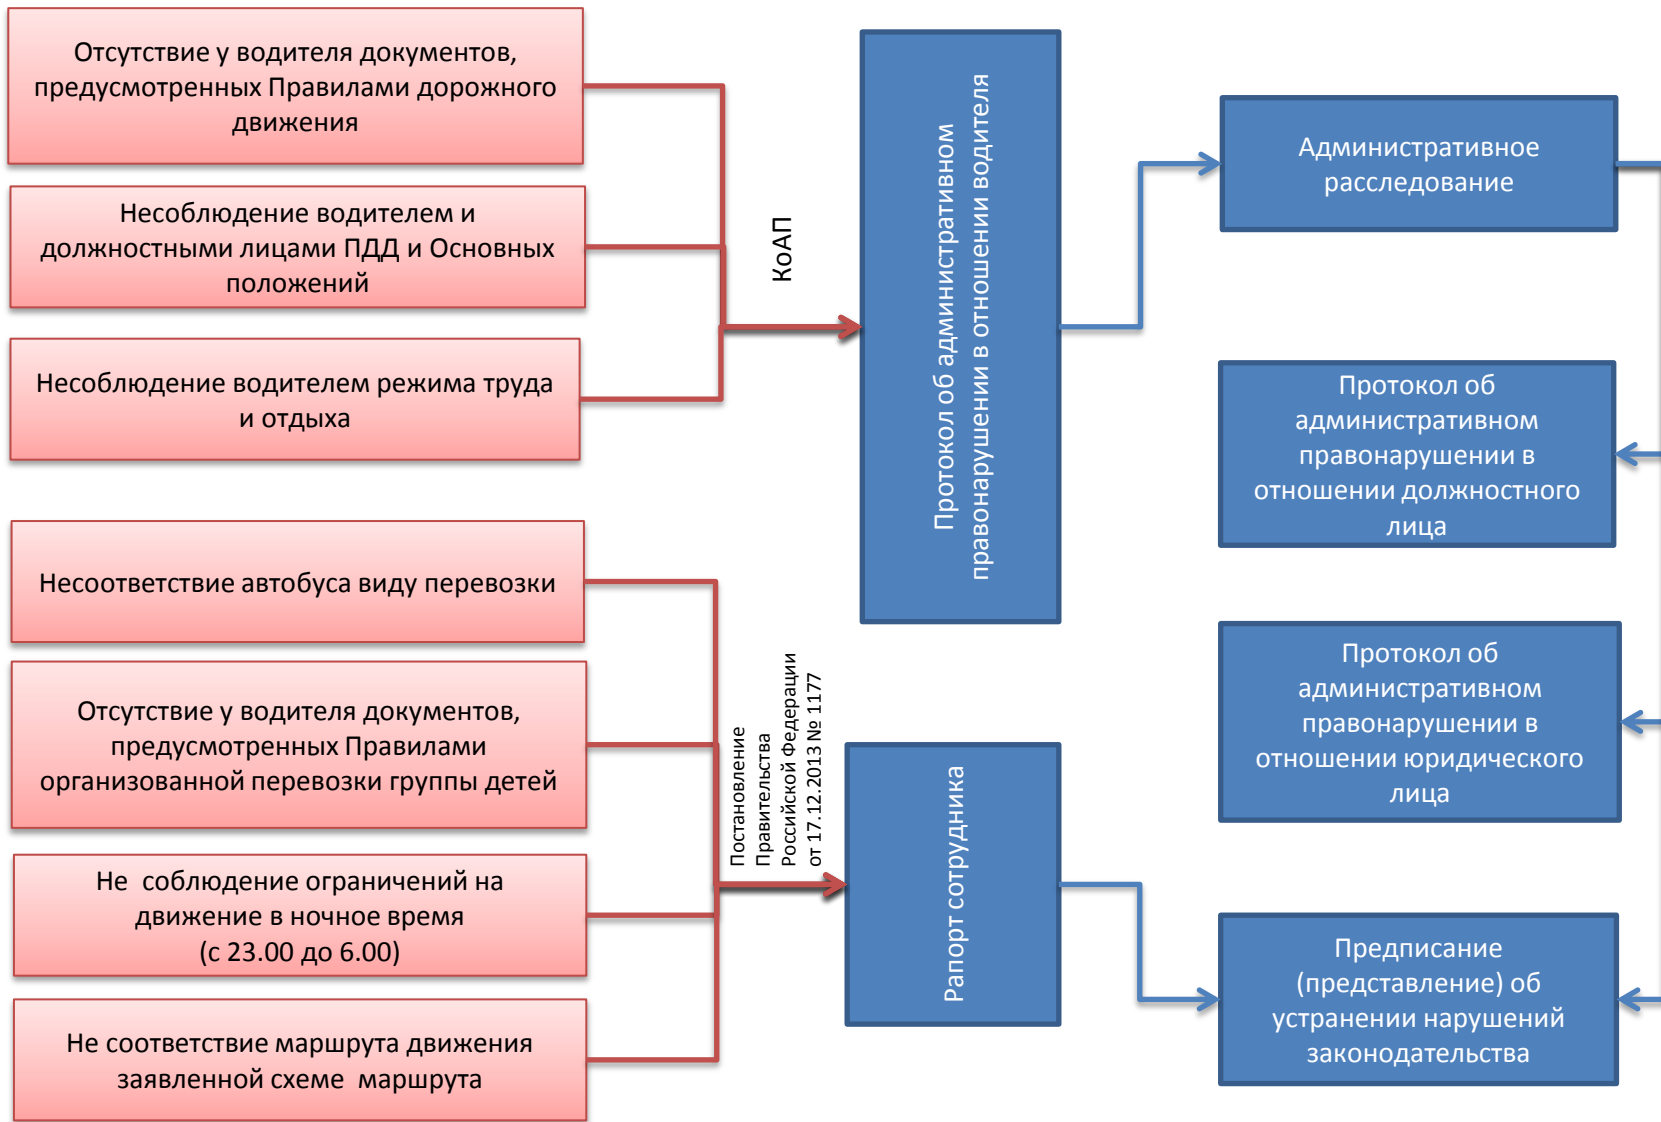 Отсутствие у водителя документов,
предусмотренных Правилами дорожного
движения
Несоблюдение водителем и
должностными лицами ПДД и Основных
положений
Несоблюдение водителем режима труда
и отдыха
КоАП
Протокол об административном
правонарушении в отношении водителя
Административное
расследование
Протокол об
административном
правонарушении в
отношении должностного
лица
Протокол об
административном
правонарушении в
отношении юридического
лица
Несоответствие автобуса виду перевозки
Отсутствие у водителя документов,
предусмотренных Правилами
организованной перевозки группы детей
Не  соблюдение ограничений на
движение в ночное время
(с 23.00 до 6.00)
Не соответствие маршрута движения
заявленной схеме  маршрута
Постановление
Правительства
Российской Федерации
от 17.12.2013 № 1177
Рапорт сотрудника
Предписание
(представление) об
устранении нарушений
законодательства